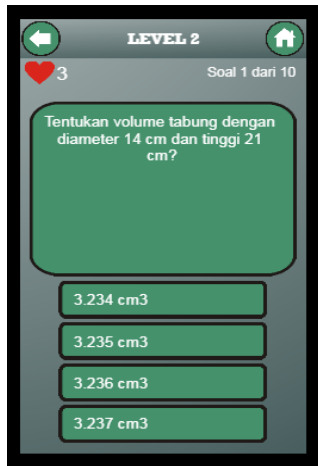 LEVEL 2
3
Soal 1 dari 10
Tentukan volume tabung dengan
diameter 14 cm dan tinggi 21
cm?
3.234 cm3
3.235 cm3
3.236 cm3
3.237 cm3